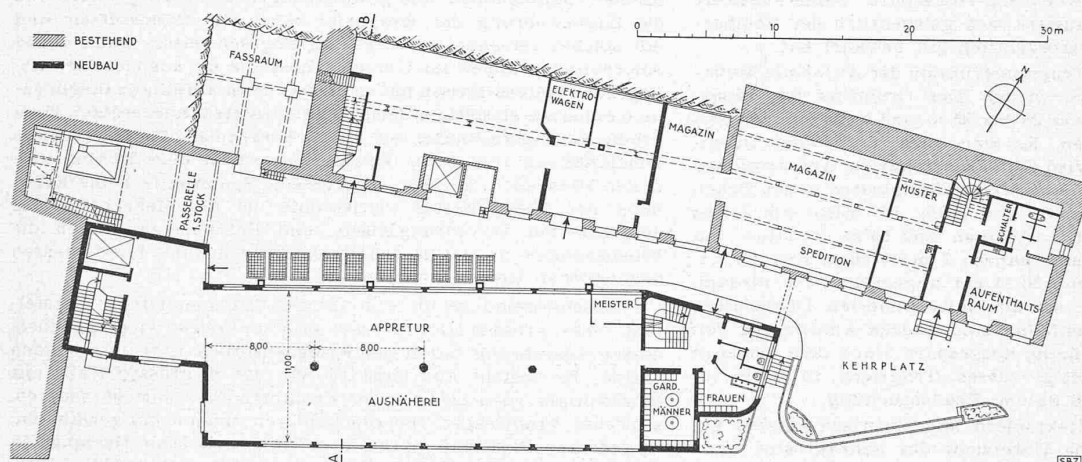 BESTEHEND
NEUBAU
B
0
10
20
30 m
N
FASSRAUM
ELEKTRO-
WAGEN
MAGAZIN
MAGAZIN
MUSTER
SCHALTER
SPEDITION
AUFENTHALTS
RAUM
PASSERELLE
1. STOCK
MEISTER
APPRETUR
8,00
8,00
11,00
AUSNÄHEREI
GARD.
MÄNNER
FRAUEN
KEHRPLATZ
A
SBZ